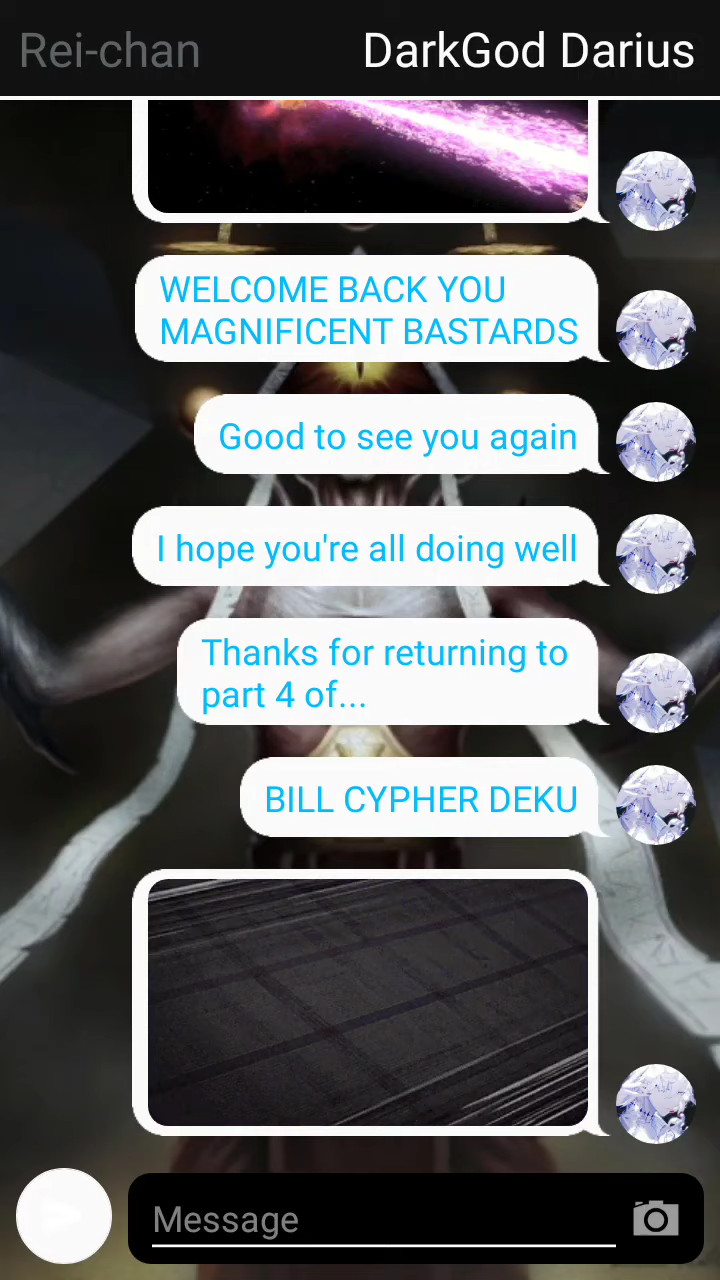 Rei-chan DarkGod Darius
WELCOME BACK YOU
MAGNIFICENT BASTARDS
Good to see you again
I hope you're all doing well
Thanks for returning to
part 4 of...
BILL CYPHER DEKU
Message